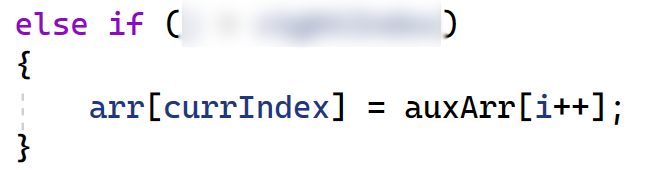 else if ( )
{
arr[currIndex] = auxArr[i++];
}